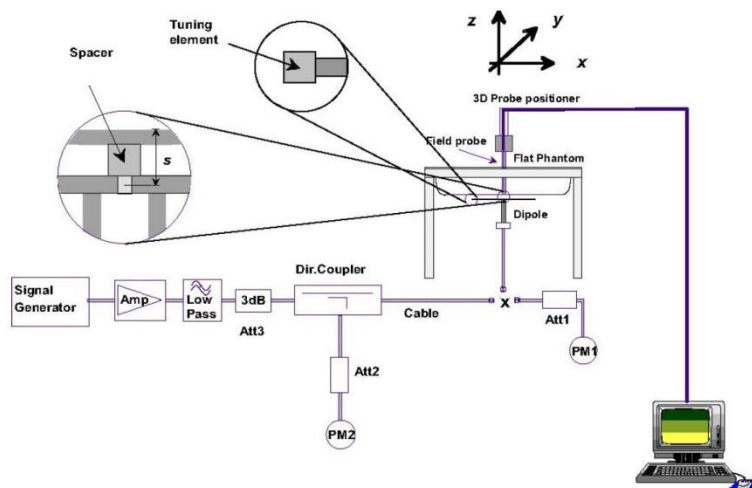 Tuning
element
Spacer
s
z
y
x
3D Probe positioner
Field probe
Flat Phantom
Dipole
Signal
Generator
Amp
Low
Pass
3dB
Att3
Dir.Coupler
Cable
x
Att1
PM1
Att2
PM2